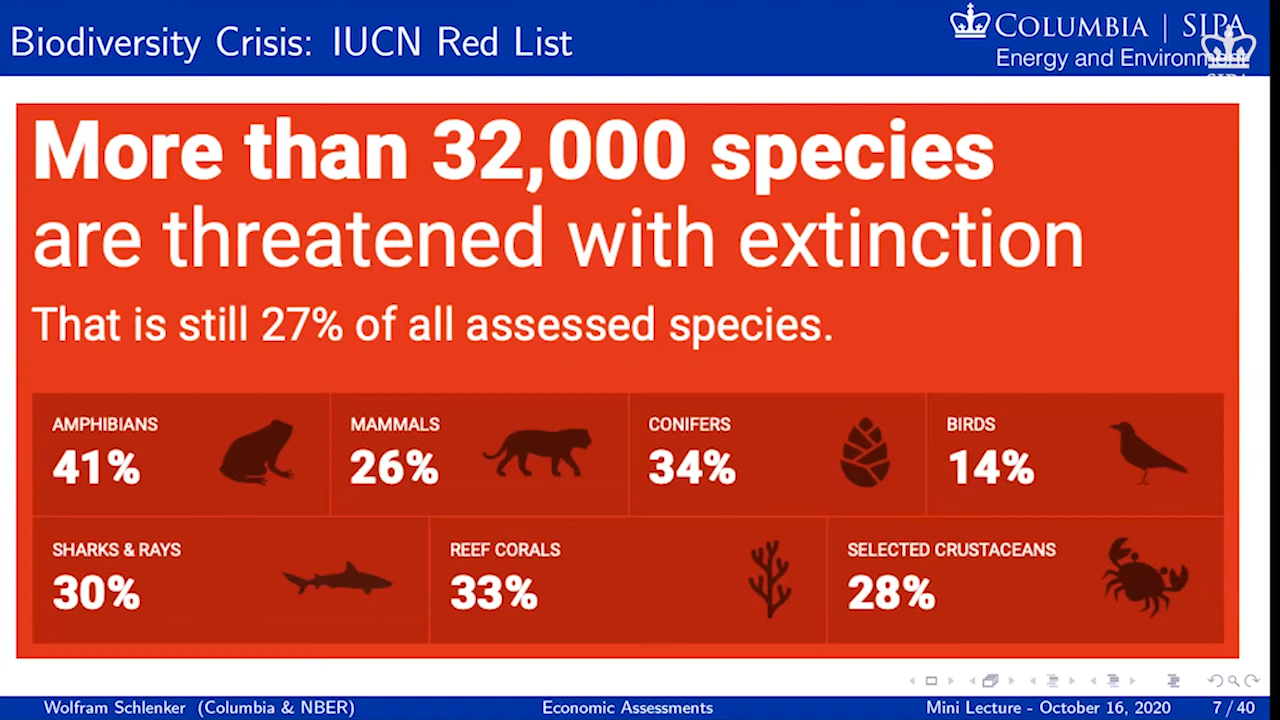 Biodiversity Crisis: IUCN Red List
COLUMBIA | SIPA
Energy and Environment
More than 32,000 species
are threatened with extinction
That is still 27% of all assessed species.
AMPHIBIANS
41%
MAMMALS
26%
CONIFERS
34%
BIRDS
14%
SHARKS & RAYS
30%
REEF CORALS
33%
SELECTED CRUSTACEANS
28%
Wolfram Schlenker (Columbia & NBER)
Economic Assessments
Mini Lecture - October 16, 2020
7 / 40